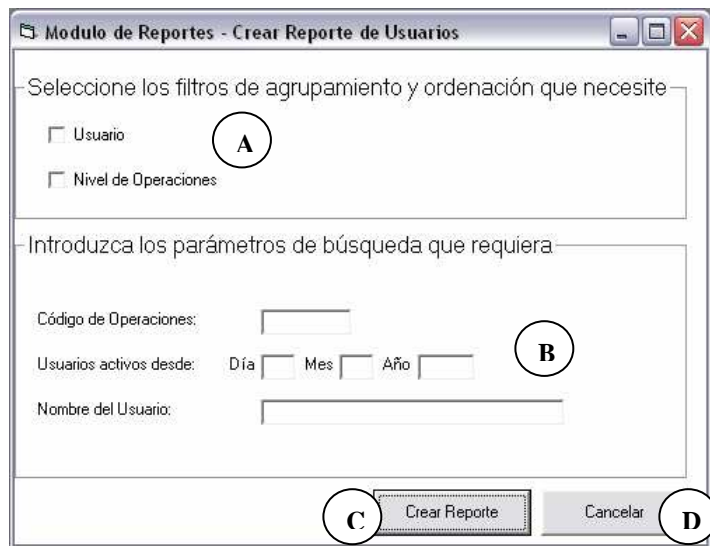 Modulo de Reportes - Crear Reporte de Usuarios
Seleccione los filtros de agrupamiento y ordenación que necesite
Usuario
A
Nivel de Operaciones
Introduzca los parámetros de búsqueda que requiera
Código de Operaciones:
Usuarios activos desde: Día Mes Año
B
Nombre del Usuario:
C Crear Reporte Cancelar D